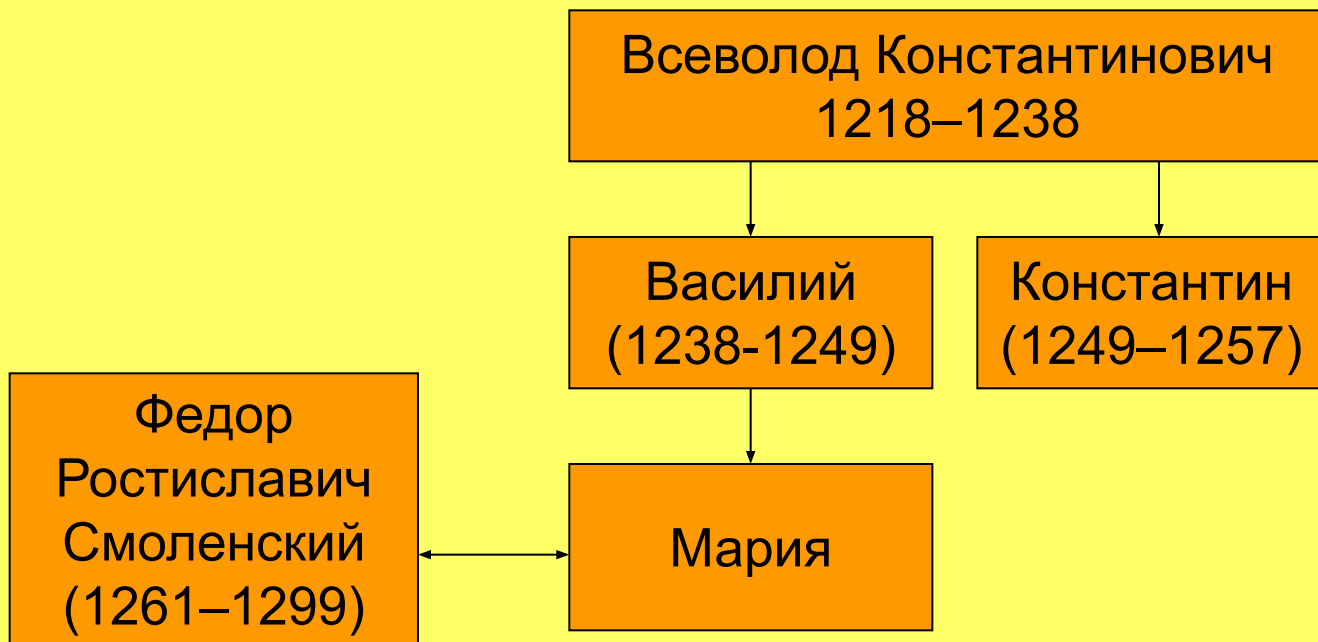 Всеволод Константинович
1218–1238
Василий
(1238-1249)
Константин
(1249–1257)
Федор
Ростиславич
Смоленский
(1261–1299)
Мария